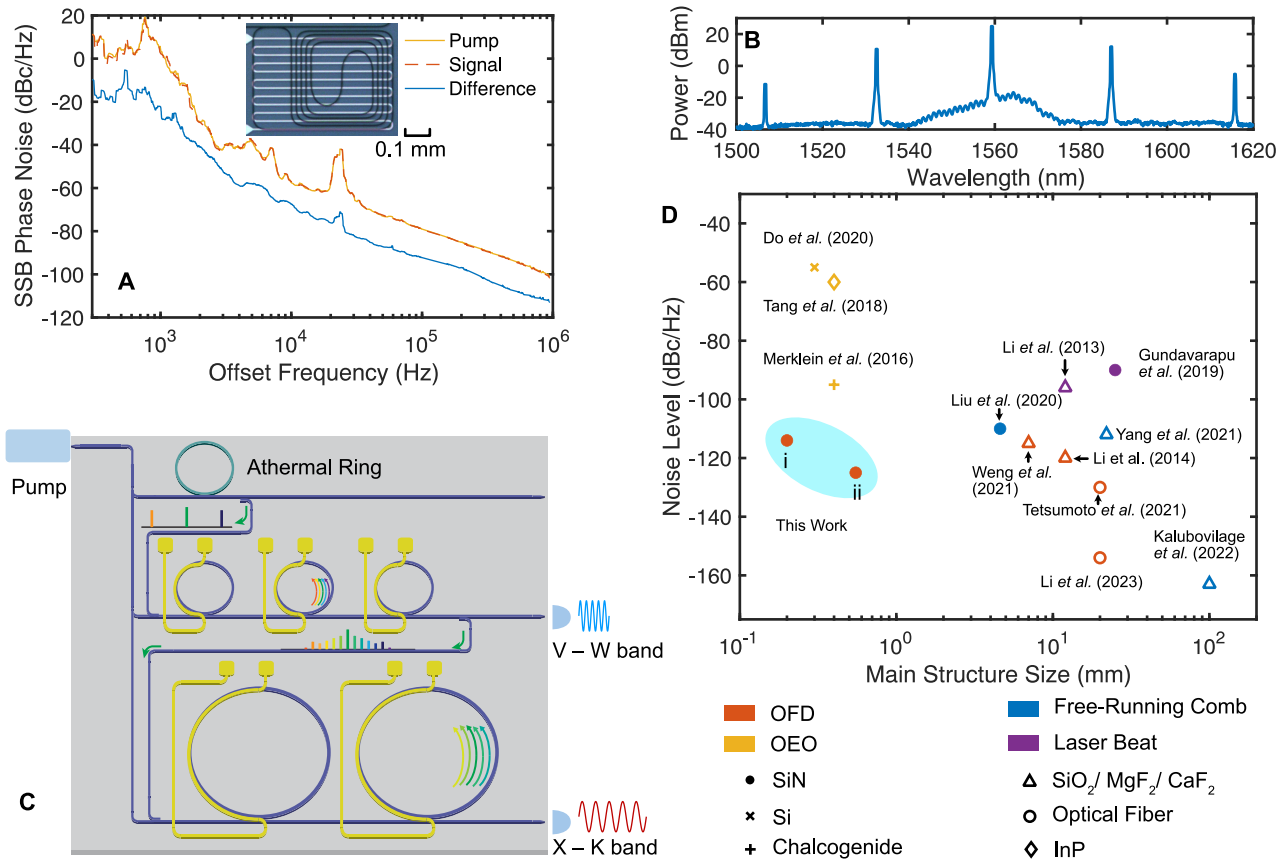 20
0
-20
-40
-60
-80
-100
-120
SSB Phase Noise (dBc/Hz)
A
Pump
Signal
Difference
0.1 mm
10^3
10^4
10^5
10^6
Offset Frequency (Hz)
B
20
0
-20
-40
Power (dBm)
1500
1520
1540
1560
1580
1600
1620
Wavelength (nm)
C
Pump
Athermal Ring
V – W band
X – K band
D
-40
-60
-80
-100
-120
-140
-160
Noise Level (dBc/Hz)
Do et al. (2020)
Tang et al. (2018)
Merklein et al. (2016)
Li et al. (2013)
Gundavarapu
et al. (2019)
Liu et al. (2020)
Yang et al. (2021)
Weng et al.
(2021)
Li et al. (2014)
Tetsumoto et al. (2021)
Kalubovilage
et al. (2022)
Li et al. (2023)
i
ii
This Work
10^-1
10^0
10^1
10^2
Main Structure Size (mm)
OFD
OEO
SiN
Si
Chalcogenide
Free-Running Comb
Laser Beat
SiO2/ MgF2/ CaF2
Optical Fiber
InP